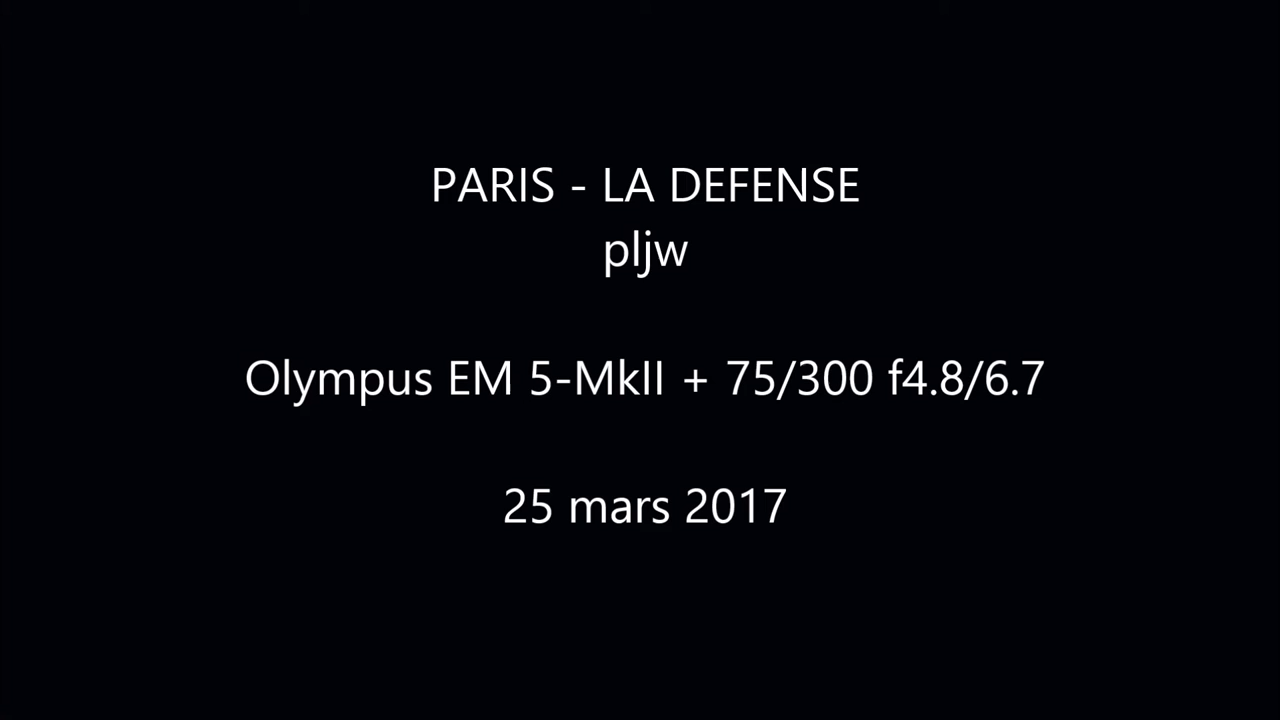 PARIS - LA DEFENSE
pljw
Olympus EM 5-MkII + 75/300 f4.8/6.7
25 mars 2017